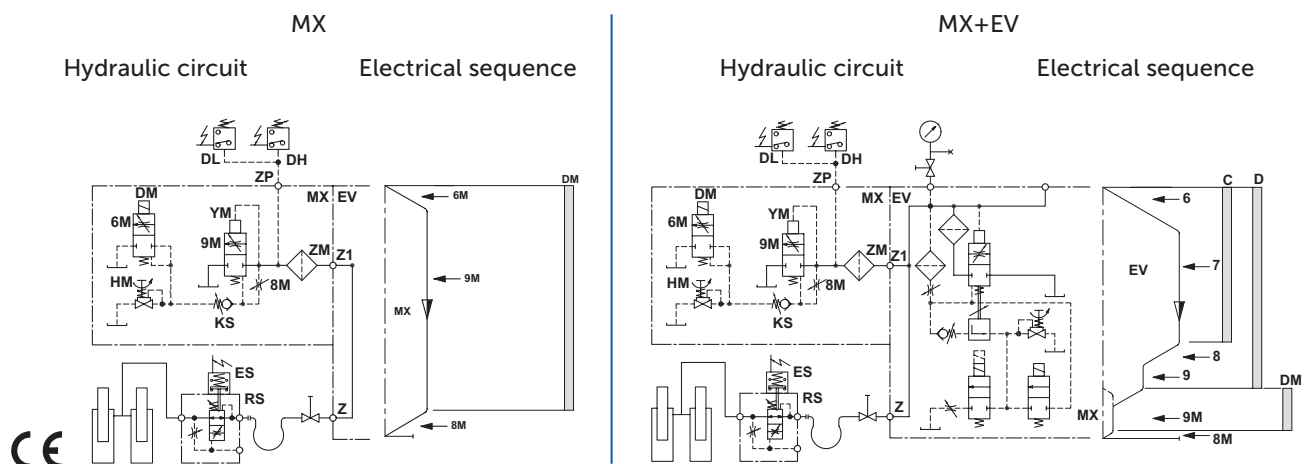 MX
Hydraulic circuit
Electrical sequence
DL
DH
ZP
DM
6M
YM
9M
MX
EV
HM
ZM
Z1
8M
KS
ES
RS
Z
CE
DM
6M
9M
MX
8M
MX+EV
Hydraulic circuit
Electrical sequence
DL
DH
ZP
DM
6M
YM
9M
MX
EV
HM
ZM
Z1
8M
KS
ES
RS
Z
C
D
6
EV
7
8
9
DM
MX
9M
8M